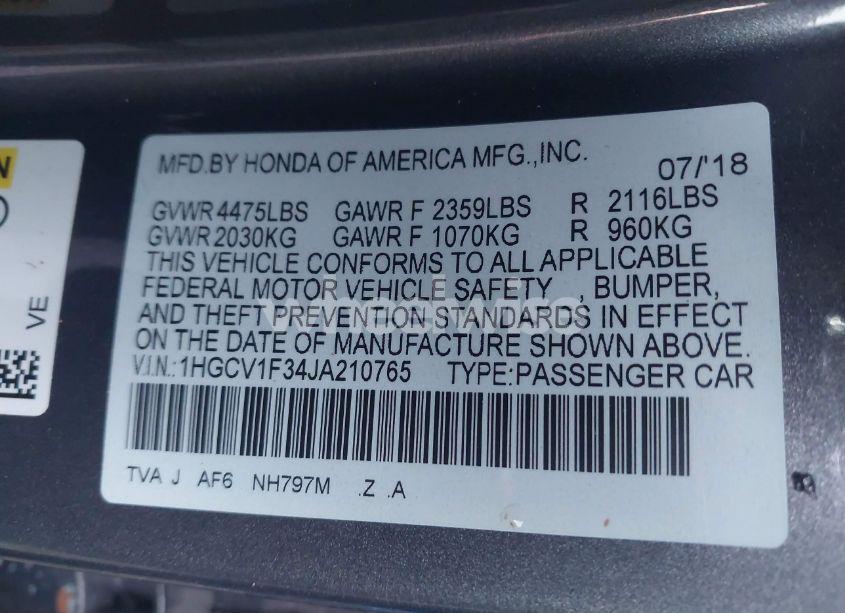 MFD.BY HONDA OF AMERICA MFG.,INC. 07/'18
GVWR 4475LBS GAWR F 2359LBS R 2116LBS
GVWR 2030KG GAWR F 1070KG R 960KG
THIS VEHICLE CONFORMS TO ALL APPLICABLE
FEDERAL MOTOR VEHICLE SAFETY , BUMPER,
AND THEFT PREVENTION STANDARDS IN EFFECT
ON THE DATE OF MANUFACTURE SHOWN ABOVE.
V.I.N.:1HGCV1F34JA210765 TYPE:PASSENGER CAR
TVA J AF6 NH797M .Z .A
VE